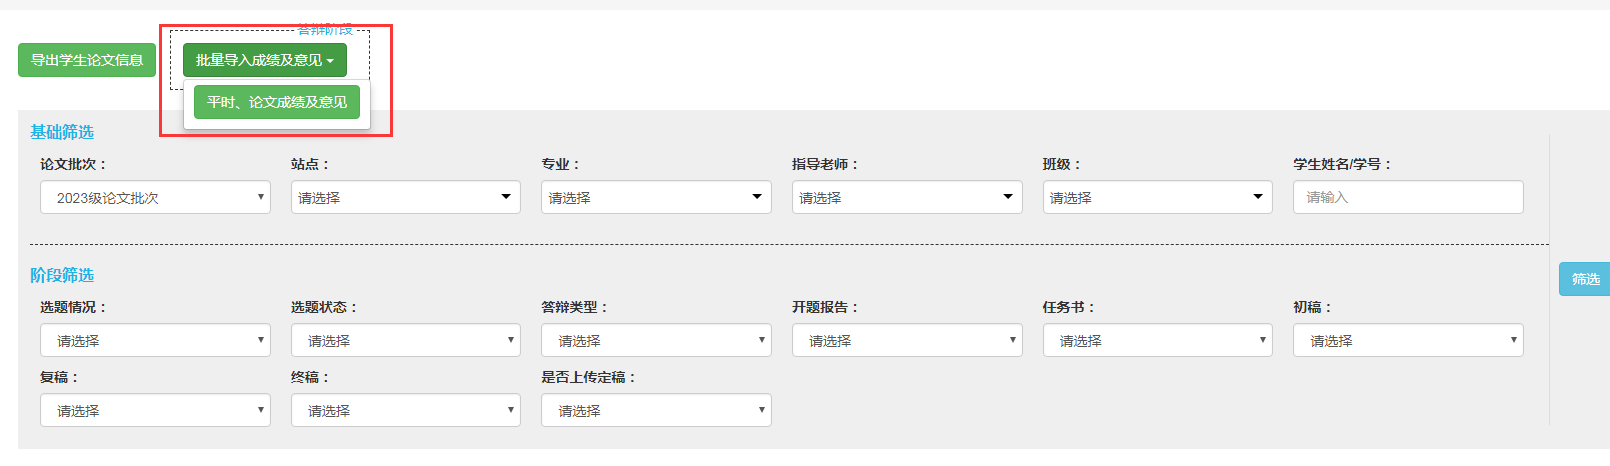 答辩阶段
导出学生论文信息
批量导入成绩及意见
平时、论文成绩及意见
基础筛选
论文批次：
站点：
专业：
指导老师：
班级：
学生姓名/学号：
2023级论文批次
请选择
请选择
请选择
请选择
请输入
阶段筛选
筛选
选题情况：
选题状态：
答辩类型：
开题报告：
任务书：
初稿：
请选择
请选择
请选择
请选择
请选择
请选择
复稿：
终稿：
是否上传定稿：
请选择
请选择
请选择